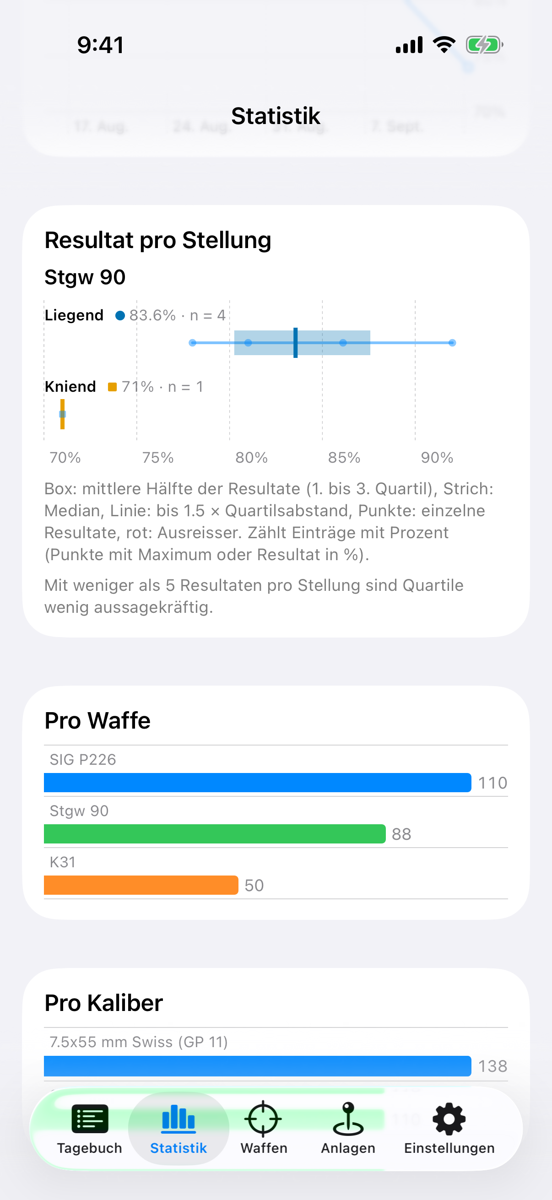 9:41
Statistik
17. Aug.
24. Aug.
31. Aug.
7. Sept.
70%
Resultat pro Stellung
Stgw 90
Liegend 83.6% · n = 4
Kniend 71% · n = 1
70% 75% 80% 85% 90%
Box: mittlere Hälfte der Resultate (1. bis 3. Quartil), Strich:
Median, Linie: bis 1.5 × Quartilsabstand, Punkte: einzelne
Resultate, rot: Ausreisser. Zählt Einträge mit Prozent
(Punkte mit Maximum oder Resultat in %).
Mit weniger als 5 Resultaten pro Stellung sind Quartile
wenig aussagekräftig.
Pro Waffe
SIG P226
110
Stgw 90
88
K31
50
Pro Kaliber
7.5x55 mm Swiss (GP 11)
138
Tagebuch Statistik Waffen Anlagen Einstellungen